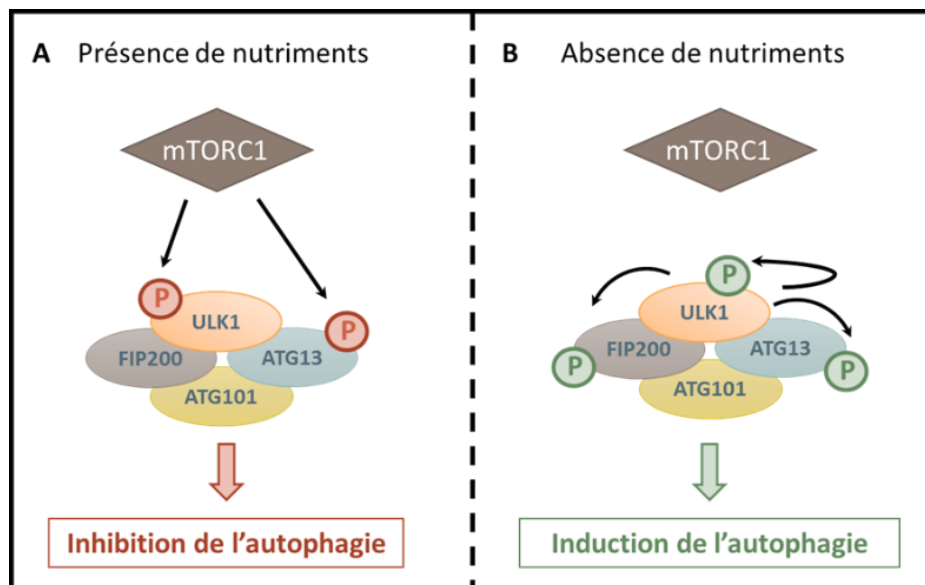 A Présence de nutriments
mTORC1
P
P
ULK1
FIP200
ATG13
ATG101
Inhibition de l'autophagie
B Absence de nutriments
mTORC1
P
ULK1
FIP200
ATG13
P
P
ATG101
Induction de l'autophagie